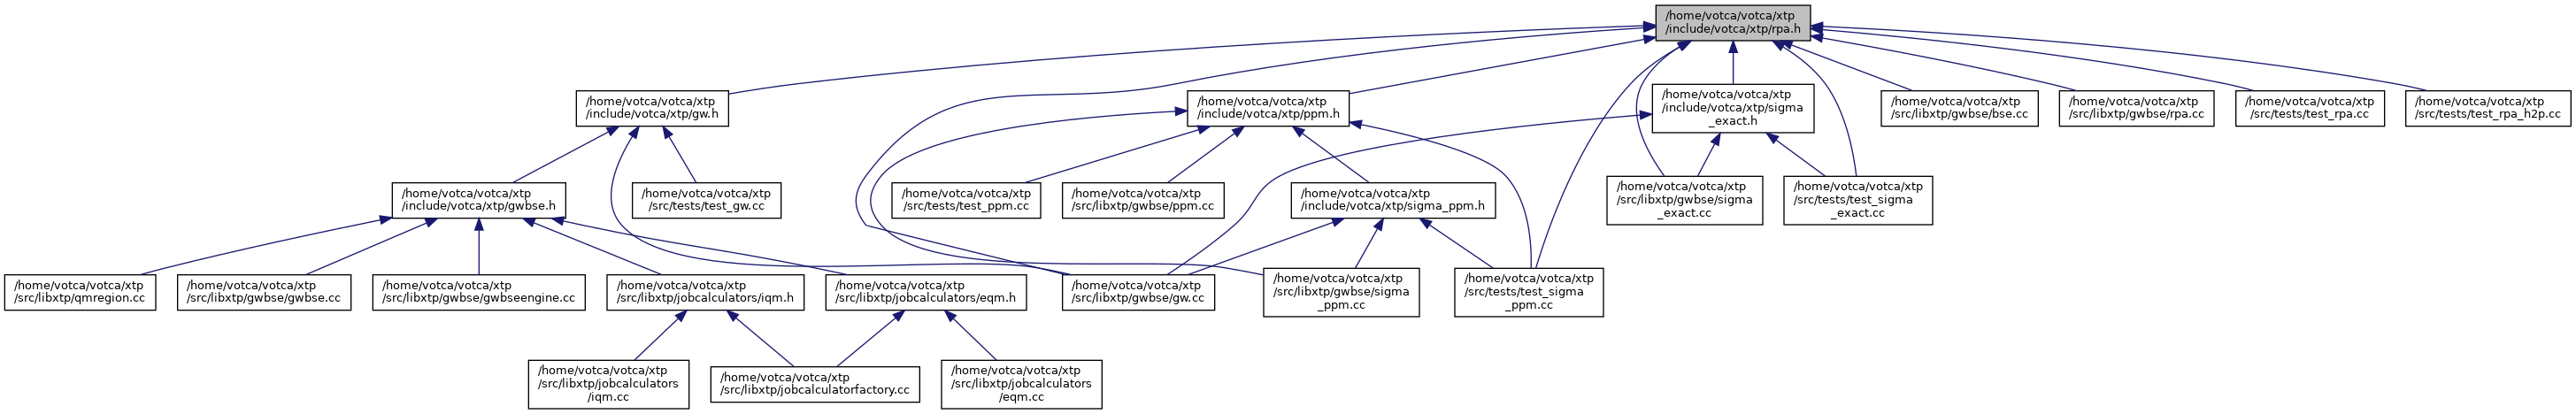 /home/votca/votca/xtp
/include/votca/xtp/rpa.h
/home/votca/votca/xtp
/include/votca/xtp/gw.h
/home/votca/votca/xtp
/include/votca/xtp/ppm.h
/home/votca/votca/xtp
/include/votca/xtp/sigma
_exact.h
/home/votca/votca/xtp
/src/libxtp/gwbse/bse.cc
/home/votca/votca/xtp
/src/libxtp/gwbse/rpa.cc
/home/votca/votca/xtp
/src/tests/test_rpa.cc
/home/votca/votca/xtp
/src/tests/test_rpa_h2p.cc
/home/votca/votca/xtp
/include/votca/xtp/gwbse.h
/home/votca/votca/xtp
/src/tests/test_gw.cc
/home/votca/votca/xtp
/src/tests/test_ppm.cc
/home/votca/votca/xtp
/src/libxtp/gwbse/ppm.cc
/home/votca/votca/xtp
/include/votca/xtp/sigma_ppm.h
/home/votca/votca/xtp
/src/libxtp/gwbse/sigma
_exact.cc
/home/votca/votca/xtp
/src/tests/test_sigma
_exact.cc
/home/votca/votca/xtp
/src/libxtp/qmregion.cc
/home/votca/votca/xtp
/src/libxtp/gwbse/gwbse.cc
/home/votca/votca/xtp
/src/libxtp/gwbse/gwbseengine.cc
/home/votca/votca/xtp
/src/libxtp/jobcalculators/iqm.h
/home/votca/votca/xtp
/src/libxtp/jobcalculators/eqm.h
/home/votca/votca/xtp
/src/libxtp/gwbse/gw.cc
/home/votca/votca/xtp
/src/libxtp/gwbse/sigma
_ppm.cc
/home/votca/votca/xtp
/src/tests/test_sigma
_ppm.cc
/home/votca/votca/xtp
/src/libxtp/jobcalculators
/iqm.cc
/home/votca/votca/xtp
/src/libxtp/jobcalculatorfactory.cc
/home/votca/votca/xtp
/src/libxtp/jobcalculators
/eqm.cc